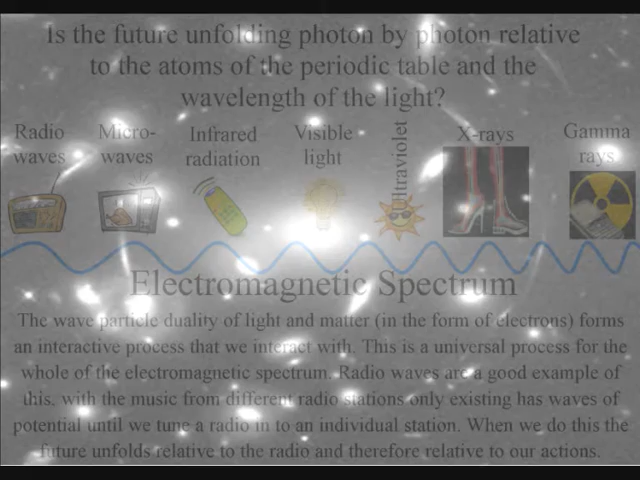 Is the future unfolding photon by photon relative
to the atoms of the periodic table and the
wavelength of the light?
Radio
waves
Micro-
waves
Infrared
radiation
Visible
light
Ultraviolet
X-rays
Gamma
rays
Electromagnetic Spectrum
The wave particle duality of light and matter (in the form of electrons) forms
an interactive process that we interact with. This is a universal process for the
whole of the electromagnetic spectrum. Radio waves are a good example of
this, with the music from different radio stations only existing has waves of
potential until we tune a radio in to an individual station. When we do this the
future unfolds relative to the radio and therefore relative to our actions.